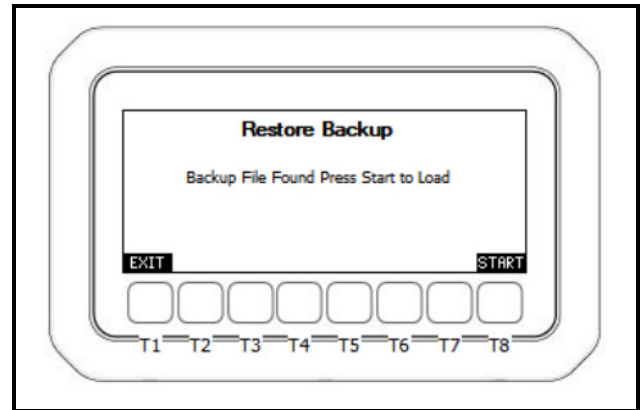 Restore Backup
Backup File Found Press Start to Load
EXIT START
T1 T2 T3 T4 T5 T6 T7 T8